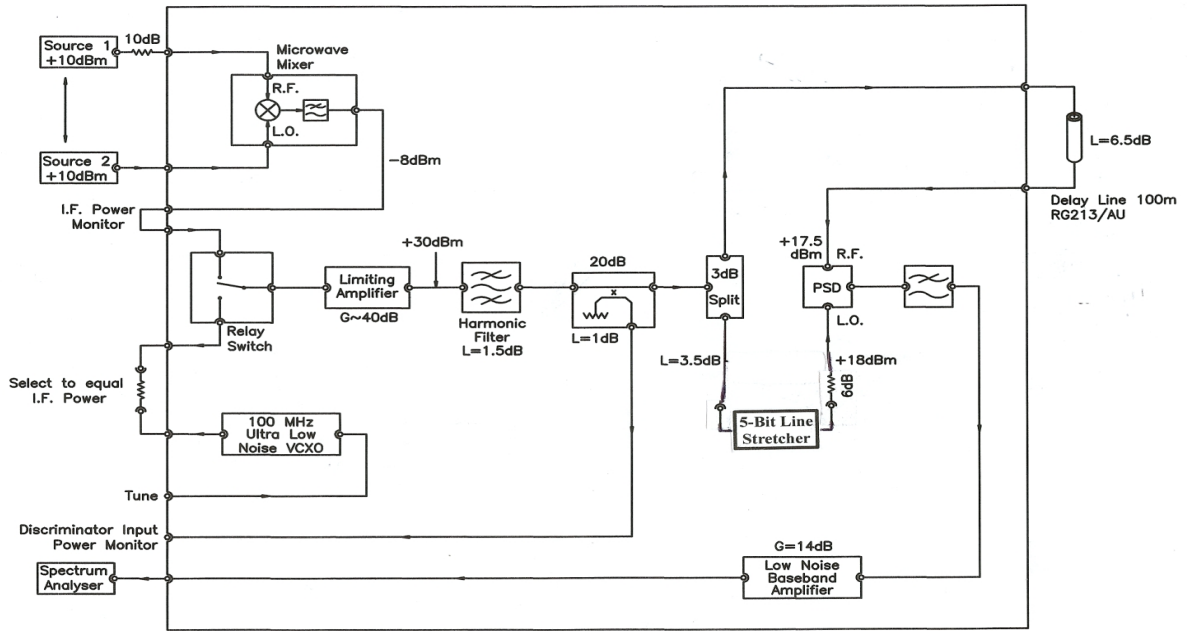 Source 1
+10dBm
10dB
Microwave
Mixer
R.F.
L.O.
Source 2
+10dBm
-8dBm
I.F. Power
Monitor
+30dBm
Limiting
Amplifier
G~40dB
Harmonic
Filter
L=1.5dB
20dB
L=1dB
3dB
Split
L=3.5dB
+17.5
dBm
R.F.
PSD
L.O.
+18dBm
6dB
L=6.5dB
Delay Line 100m
RG213/AU
Relay
Switch
Select to equal
I.F. Power
100 MHz
Ultra Low
Noise VCXO
5-Bit Line
Stretcher
Tune
Discriminator Input
Power Monitor
Spectrum
Analyser
G=14dB
Low Noise
Baseband
Amplifier